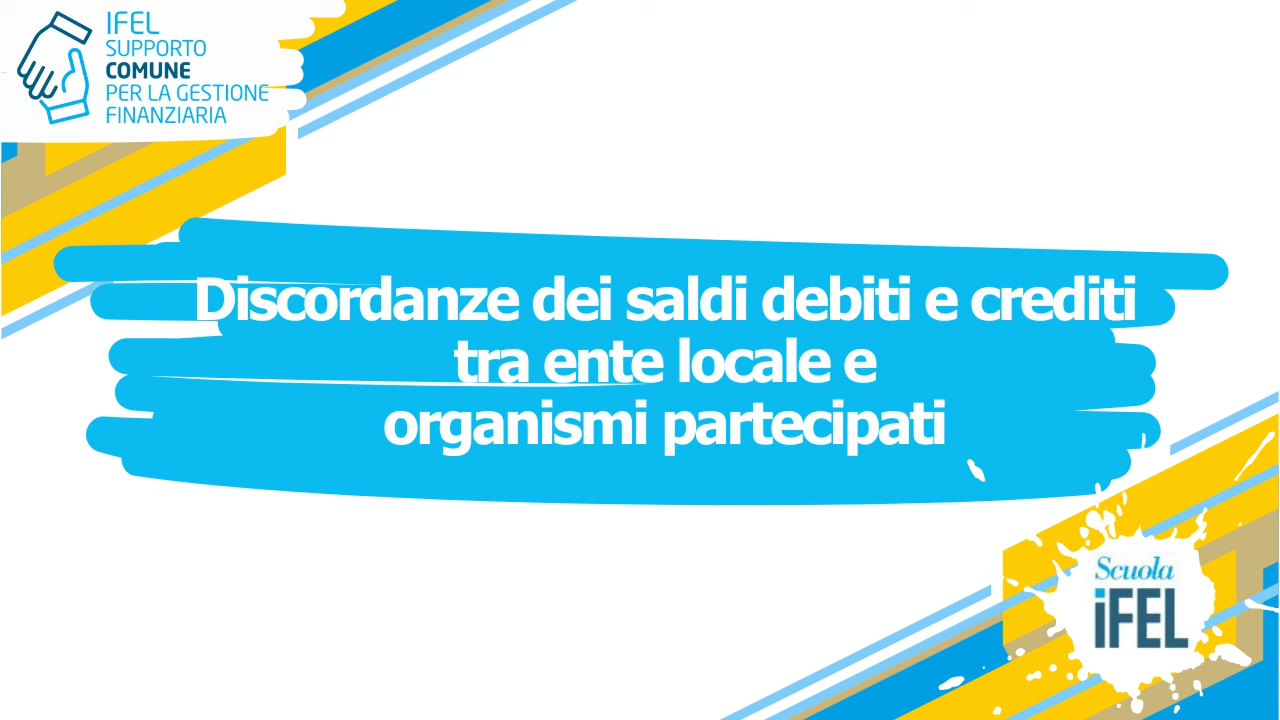 IFEL
SUPPORTO
COMUNE
PER LA GESTIONE
FINANZIARIA
Discordanze dei saldi debiti e crediti
tra ente locale e
organismi partecipati
Scuola
iFEL